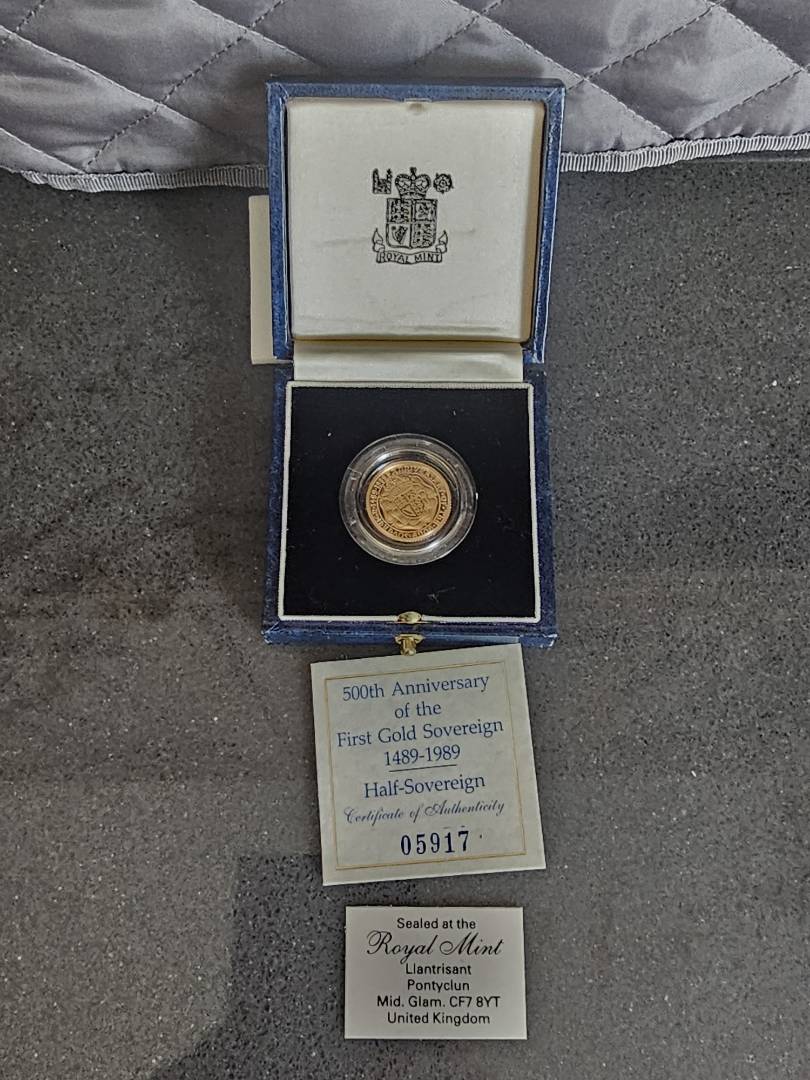 ROYAL MINT
500th Anniversary
of the
First Gold Sovereign
1489-1989
Half-Sovereign
Certificate of Authenticity
05917
Sealed at the
Royal Mint
Llantrisant
Pontyclun
Mid. Glam. CF7 8YT
United Kingdom